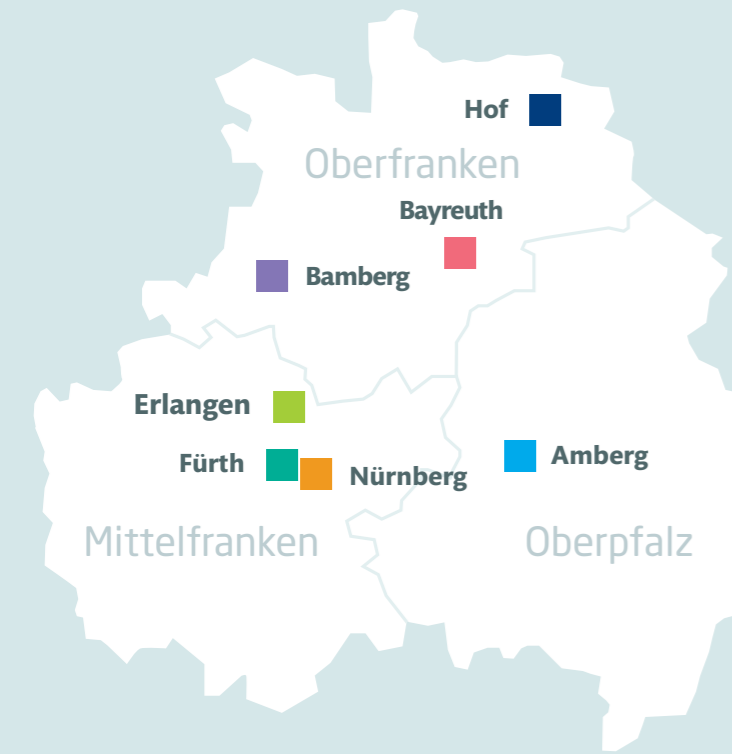 Hof
Oberfranken
Bayreuth
Bamberg
Erlangen
Fürth
Nürnberg
Amberg
Mittelfranken
Oberpfalz